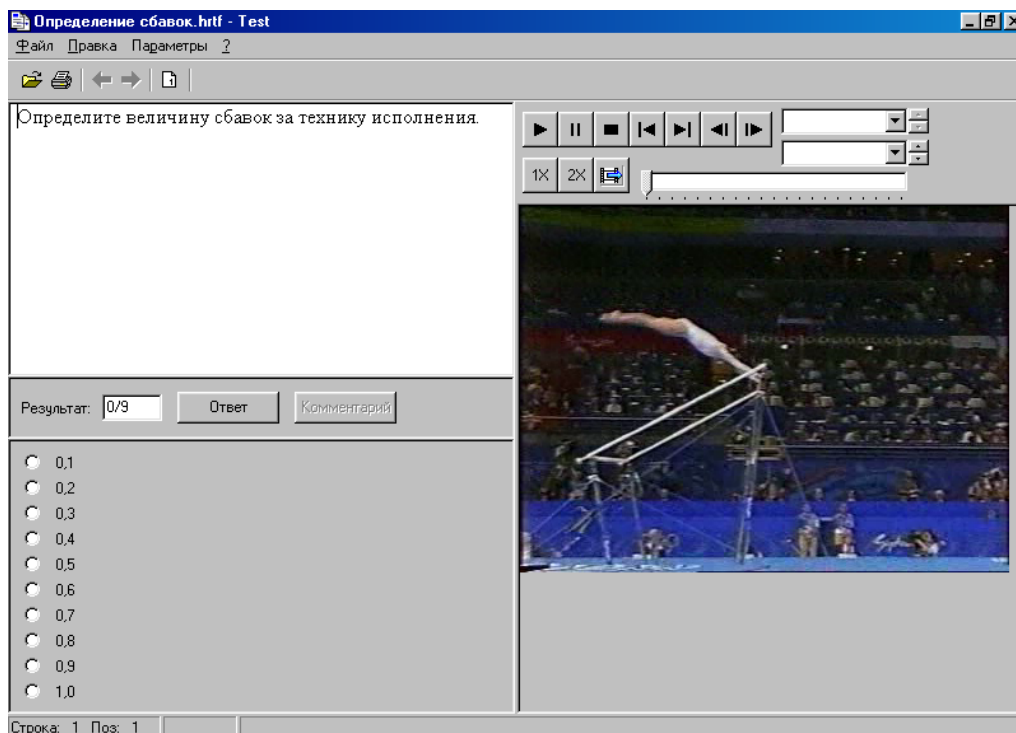 Определение сбавок.hrtf - Test
Файл Правка Параметры ?
Определите величину сбавок за технику исполнения.
1X 2X
Результат: 0/9 Ответ Комментарий
0,1
0,2
0,3
0,4
0,5
0,6
0,7
0,8
0,9
1,0
Строка: 1 Поз: 1